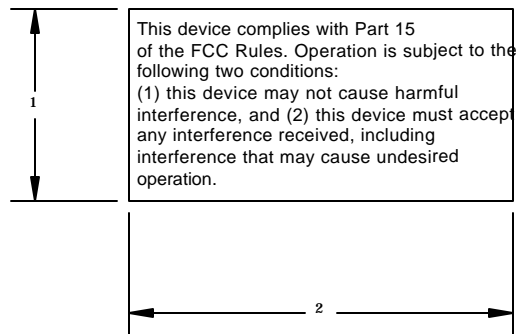 This device complies with Part 15
of the FCC Rules. Operation is subject to the
following two conditions:
(1) this device may not cause harmful
interference, and (2) this device must accept
any interference received, including
interference that may cause undesired
operation.
1
2